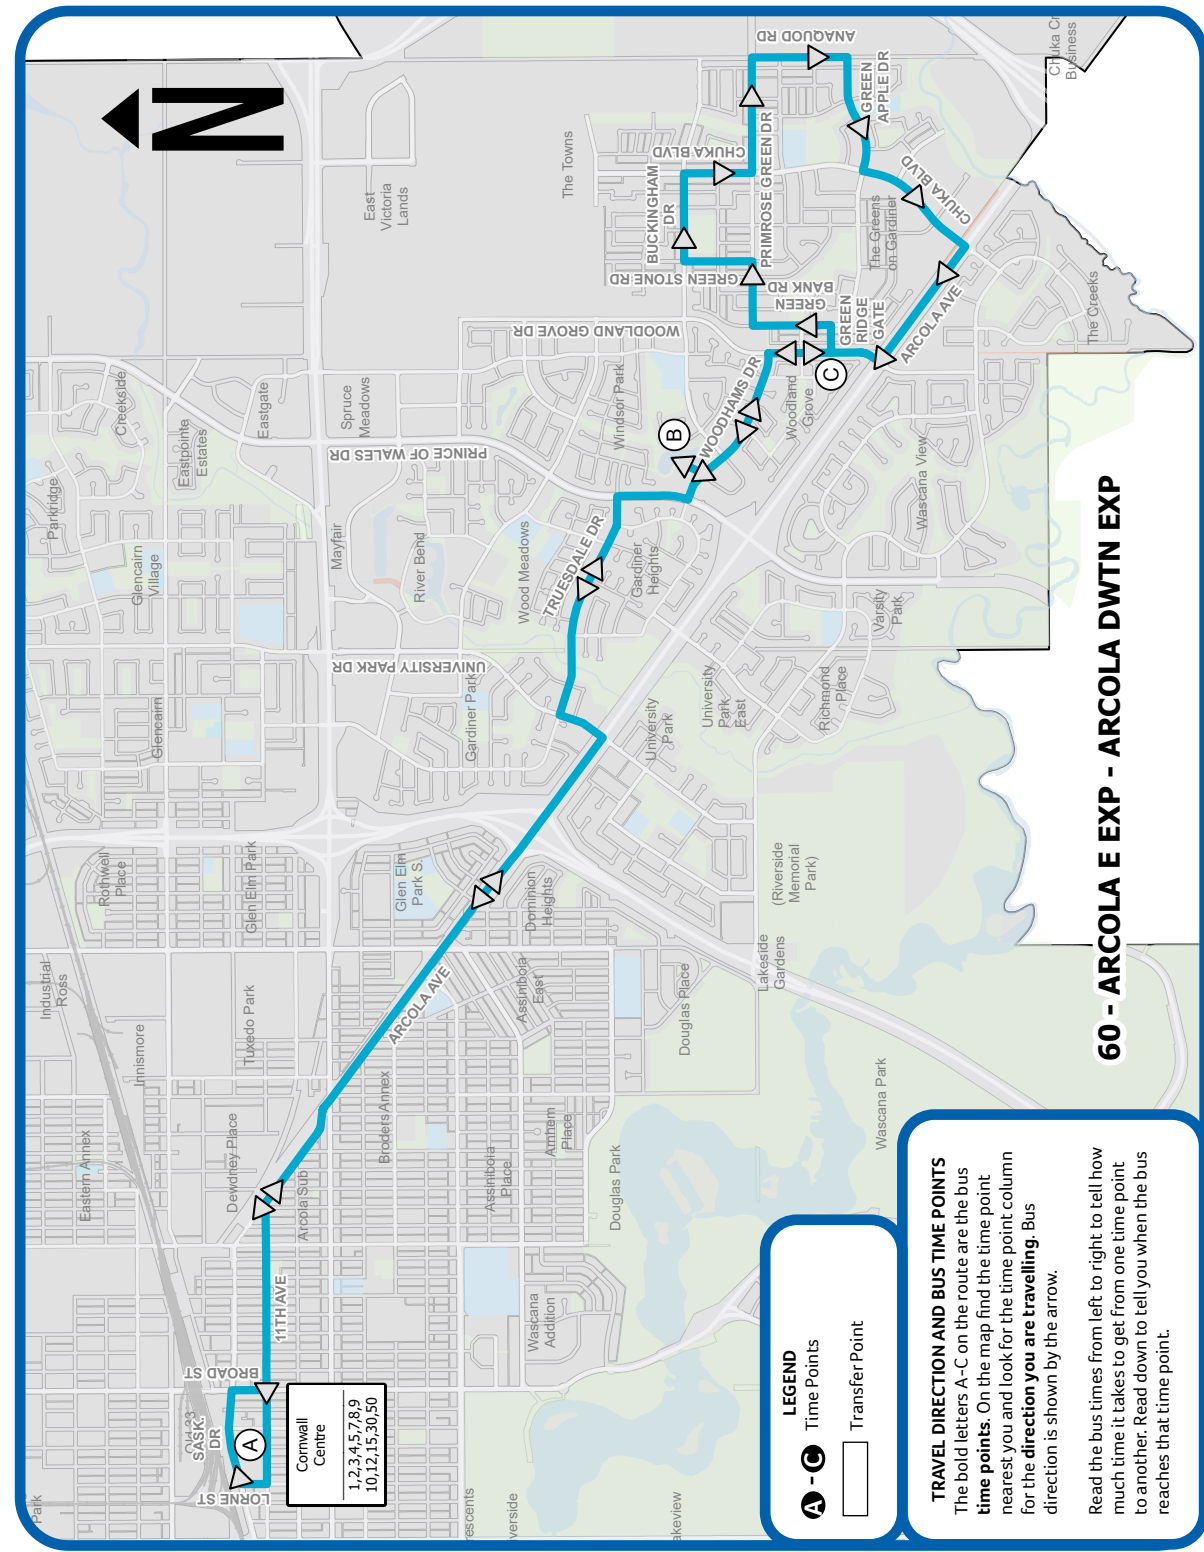 60 - ARCOLA E EXP - ARCOLA DWTN EXP
N
Park
Eastern Annex
Innismore
Industrial
Ross
Rothwell
Place
Glencairn
Glencairn
Village
Parkridge
Creekside
Eastpointe
Estates
Eastgate
East
Victoria
Lands
The Towns
Chuka Cr
Business
Dewdney Place
Tuxedo Park
Glen Elm Park
Mayfair
Spruce
Meadows
River Bend
Arcola Sub
Broders Annex
Glen Elm
Park S.
Gardiner Park
Wood Meadows
Windsor Park
Assiniboia
Place
Arnhem
Place
Assiniboia
East
Dominion
Heights
University
Park
University
Park
East
Gardiner
Heights
Woodland
Grove
The Greens
on Gardiner
The Creeks
Wascana View
Varsity
Park
Richmond
Place
(Riverside
Memorial
Park)
Lakeside
Gardens
Douglas Place
Douglas Park
Wascana Park
Wascana
Addition
rescents
verside
akeview
SASK.
DR
LORNE ST
BROAD ST
11TH AVE
ARCOLA AVE
UNIVERSITY PARK DR
TRUESDALE DR
PRINCE OF WALES DR
WOODHAMS DR
WOODLAND GROVE DR
GREEN
RIDGE
GATE
GREEN
BANK RD
GREEN STONE RD
BUCKINGHAM
DR
CHUKA BLVD
PRIMROSE GREEN DR
ANAQUOD RD
GREEN
APPLE DR
CHUKA BLVD
ARCOLA AVE
A
B
C
Cornwall
Centre
1,2,3,4,5,7,8,9
10,12,15,30,50
LEGEND
A - C Time Points
Transfer Point
TRAVEL DIRECTION AND BUS TIME POINTS
The bold letters A-C on the route are the bus
time points. On the map find the time point
nearest you and look for the time point column
for the direction you are travelling. Bus
direction is shown by the arrow.
Read the bus times from left to right to tell how
much time it takes to get from one time point
to another. Read down to tell you when the bus
reaches that time point.